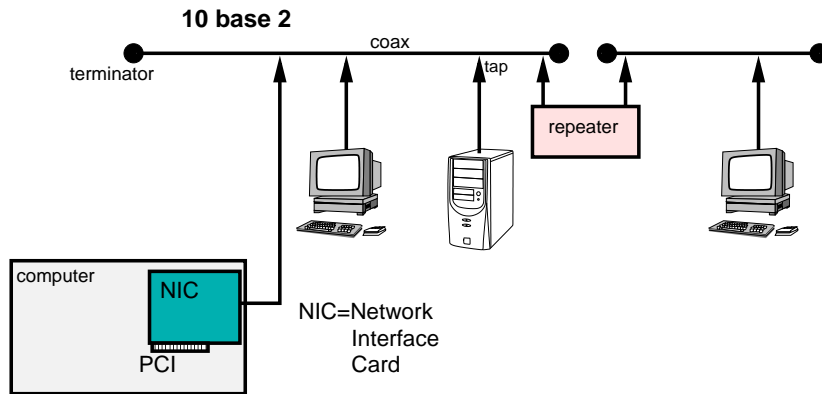 10 base 2
coax
terminator
tap
repeater
computer
NIC
PCI
NIC=Network
Interface
Card